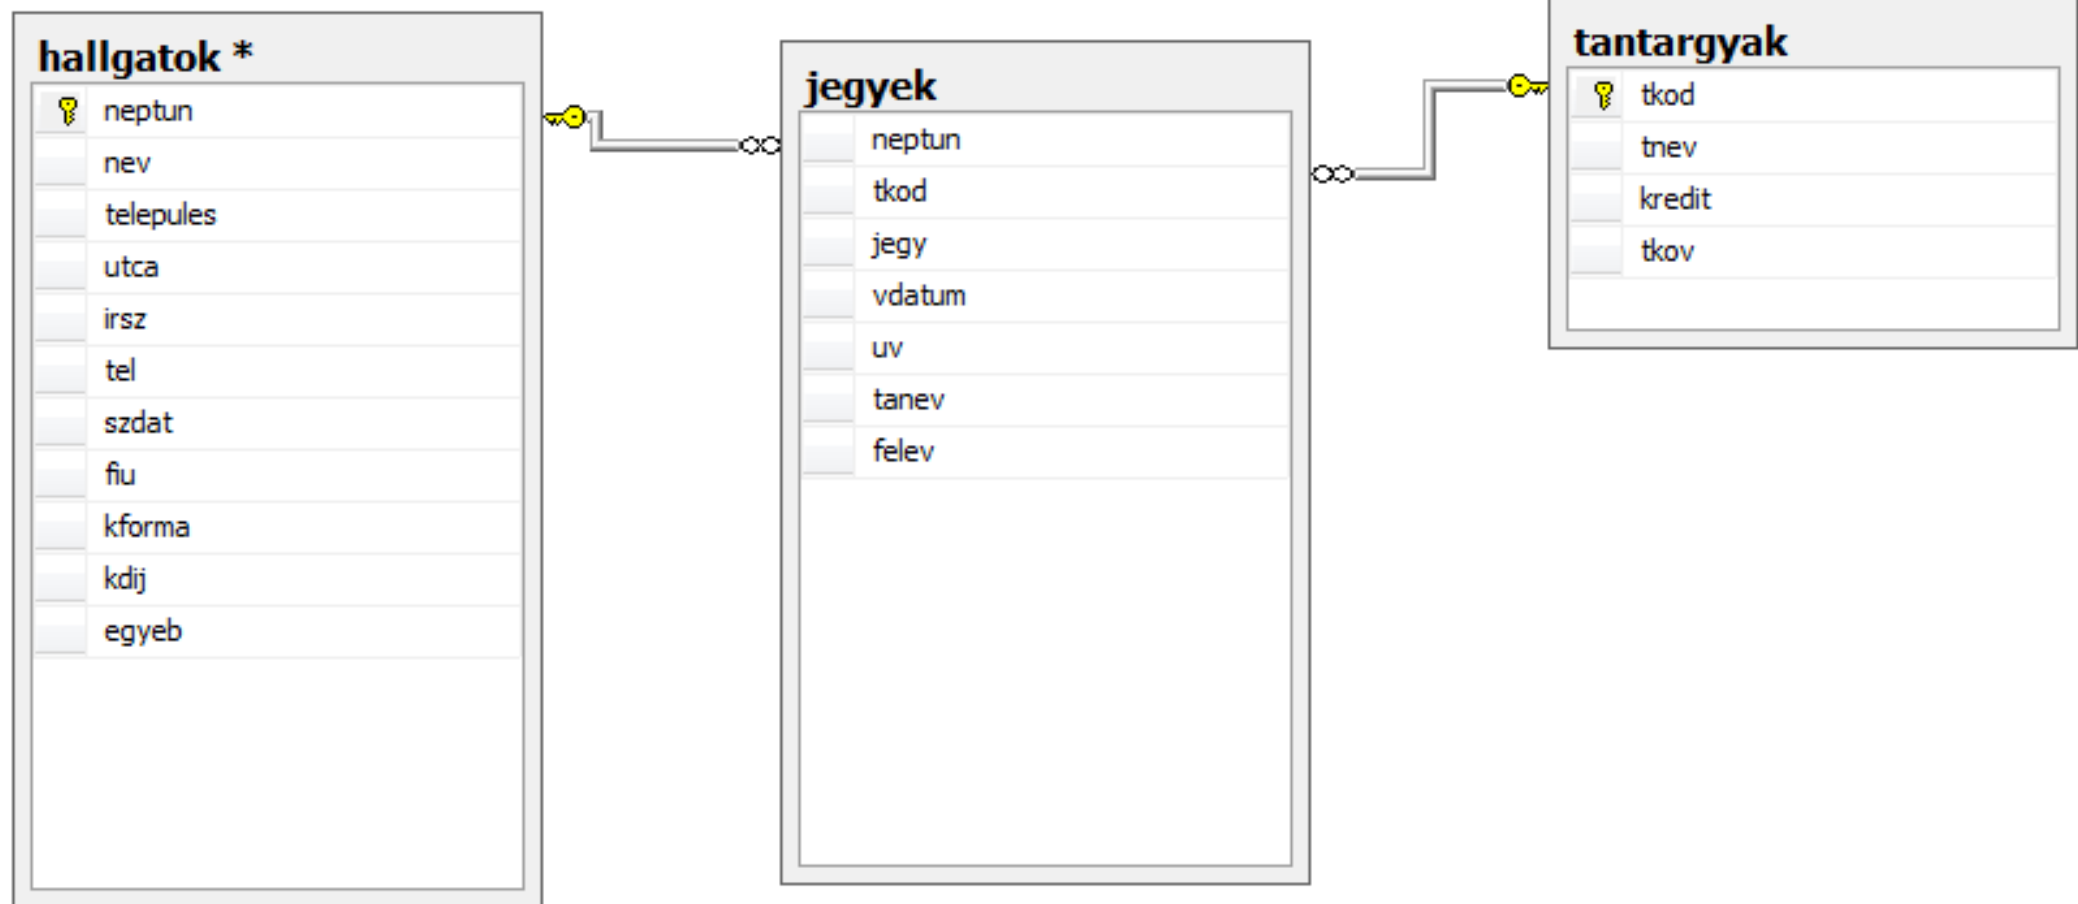 hallgatok *
neptun
nev
telepules
utca
irsz
tel
szdat
fiu
kforma
kdij
egyeb
jegyek
neptun
tkod
jegy
vdatum
uv
tanev
felev
tantargyak
tkod
tnev
kredit
tkov